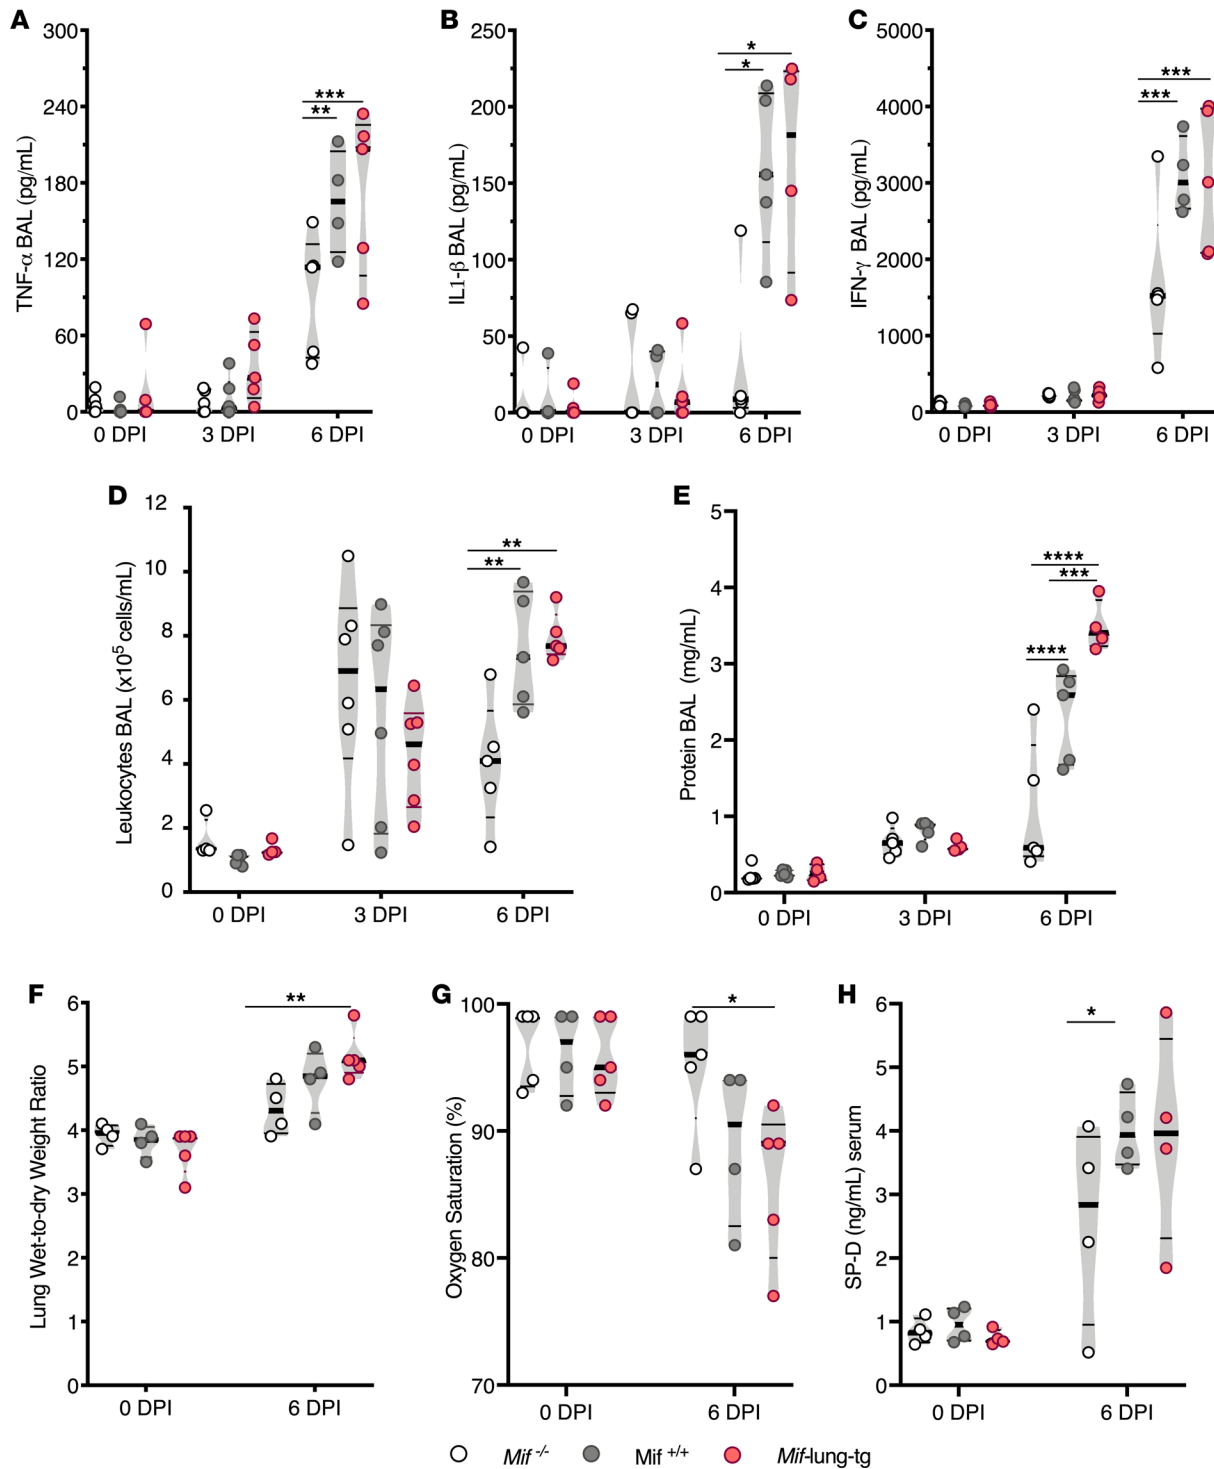 A
TNF-α BAL (pg/mL)
300
240
180
120
60
0
***
**
0 DPI 3 DPI 6 DPI
B
IL1-β BAL (pg/mL)
250
200
150
100
50
0
*
*
0 DPI 3 DPI 6 DPI
C
IFN-γ BAL (pg/mL)
5000
4000
3000
2000
1000
0
***
***
0 DPI 3 DPI 6 DPI
D
Leukocytes BAL (x10⁵ cells/mL)
12
10
8
6
4
2
0
**
**
0 DPI 3 DPI 6 DPI
E
Protein BAL (mg/mL)
5
4
3
2
1
0
****
***
****
0 DPI 3 DPI 6 DPI
F
Lung Wet-to-dry Weight Ratio
6
5
4
3
2
1
0
**
0 DPI 6 DPI
G
Oxygen Saturation (%)
100
90
80
70
*
0 DPI 6 DPI
H
SP-D (ng/mL) serum
6
5
4
3
2
1
0
*
0 DPI 6 DPI
Mif -/- Mif +/+ Mif-lung-tg